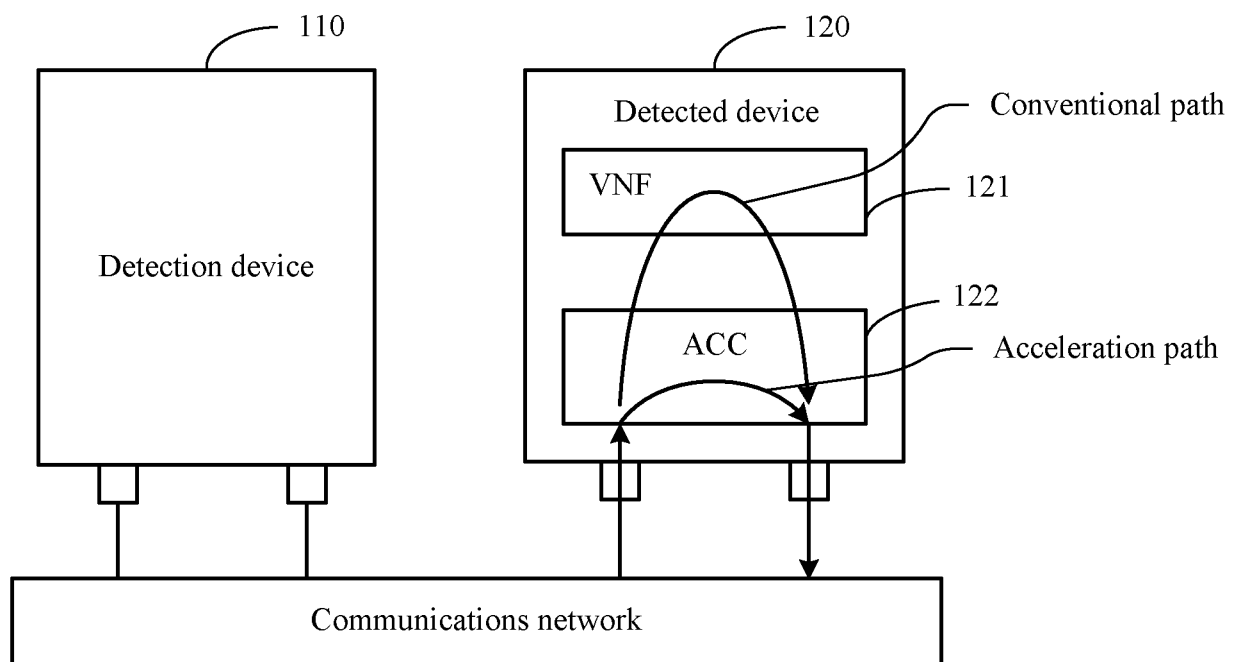 110
120
Detected device
Conventional path
VNF
121
Detection device
122
ACC
Acceleration path
Communications network